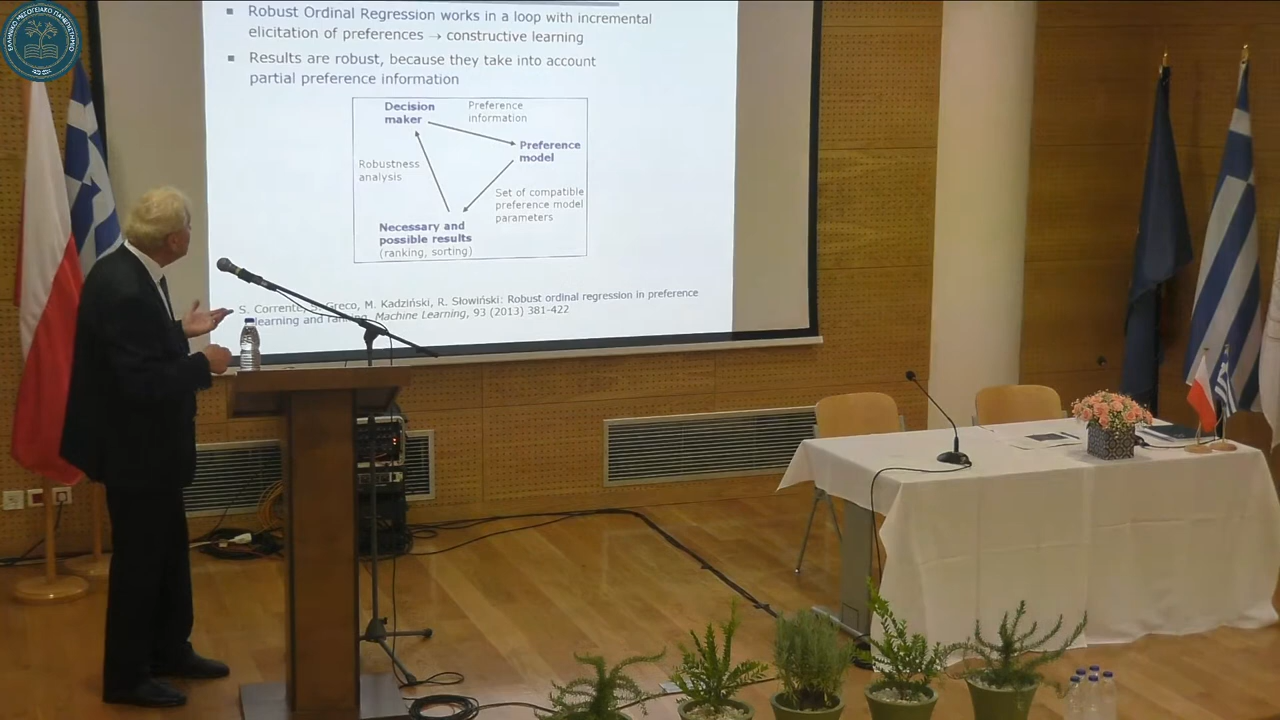 ΕΛΛΗΝΙΚΟ ΜΕΣΟΓΕΙΑΚΟ ΠΑΝΕΠΙΣΤΗΜΙΟ
▪ Robust Ordinal Regression works in a loop with incremental
elicitation of preferences → constructive learning
▪ Results are robust, because they take into account
partial preference information
Decision
maker
Preference
information
Preference
model
Robustness
analysis
Set of compatible
preference model
parameters
Necessary and
possible results
(ranking, sorting)
S. Corrente, S. Greco, M. Kadziński, R. Słowiński: Robust ordinal regression in preference
learning and ranking, Machine Learning, 93 (2013) 381-422